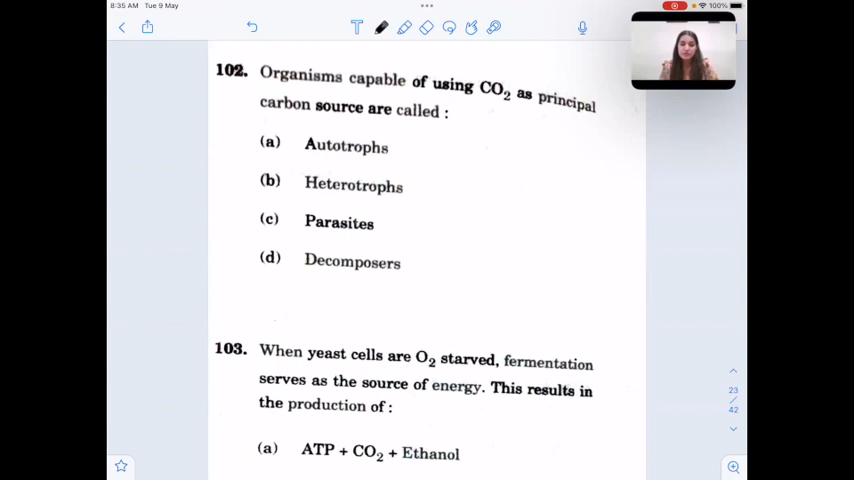 8:35 AM Tue 9 May
100%
T
102. Organisms capable of using CO₂ as principal
carbon source are called :
(a) Autotrophs
(b) Heterotrophs
(c) Parasites
(d) Decomposers
103. When yeast cells are O₂ starved, fermentation
serves as the source of energy. This results in
the production of :
(a) ATP + CO₂ + Ethanol
23
/
42